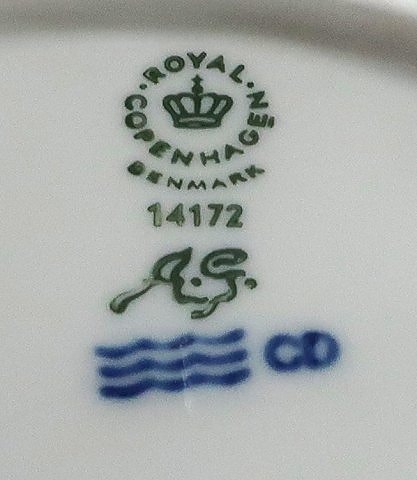 ROYAL COPENHAGEN
DENMARK
14172
CD